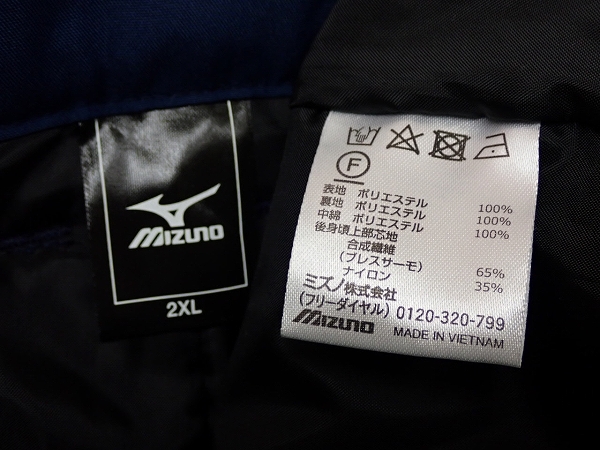 MIZUNO
2XL
F
表地 ポリエステル 100%
裏地 ポリエステル 100%
中綿 ポリエステル 100%
後身頃上部芯地
合成繊維
(ブレスサーモ) 65%
ナイロン 35%
ミズノ株式会社
(フリーダイヤル) 0120-320-799
MIZUNO MADE IN VIETNAM